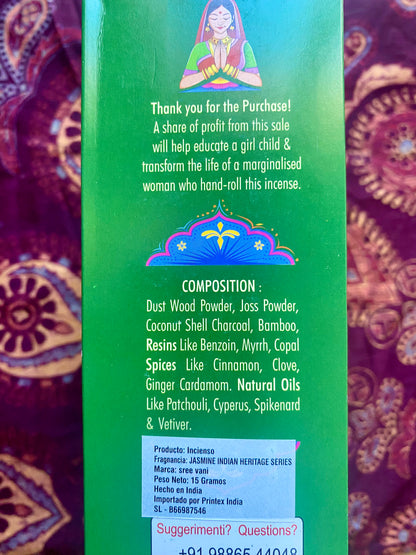 Thank you for the Purchase!
A share of profit from this sale
will help educate a girl child &
transform the life of a marginalised
woman who hand-roll this incense.
COMPOSITION :
Dust Wood Powder, Joss Powder,
Coconut Shell Charcoal, Bamboo,
Resins Like Benzoin, Myrrh, Copal
Spices Like Cinnamon, Clove,
Ginger Cardamom. Natural Oils
Like Patchouli, Cyperus, Spikenard
& Vetiver.
Producto: Incienso
Fragnancia: JASMINE INDIAN HERITAGE SERIES
Marca: sree vani
Peso Neto: 15 Gramos
Hecho en India
Importado por Printex India
SL - B66987546
Suggerimenti? Questions?
+91 98865 44048